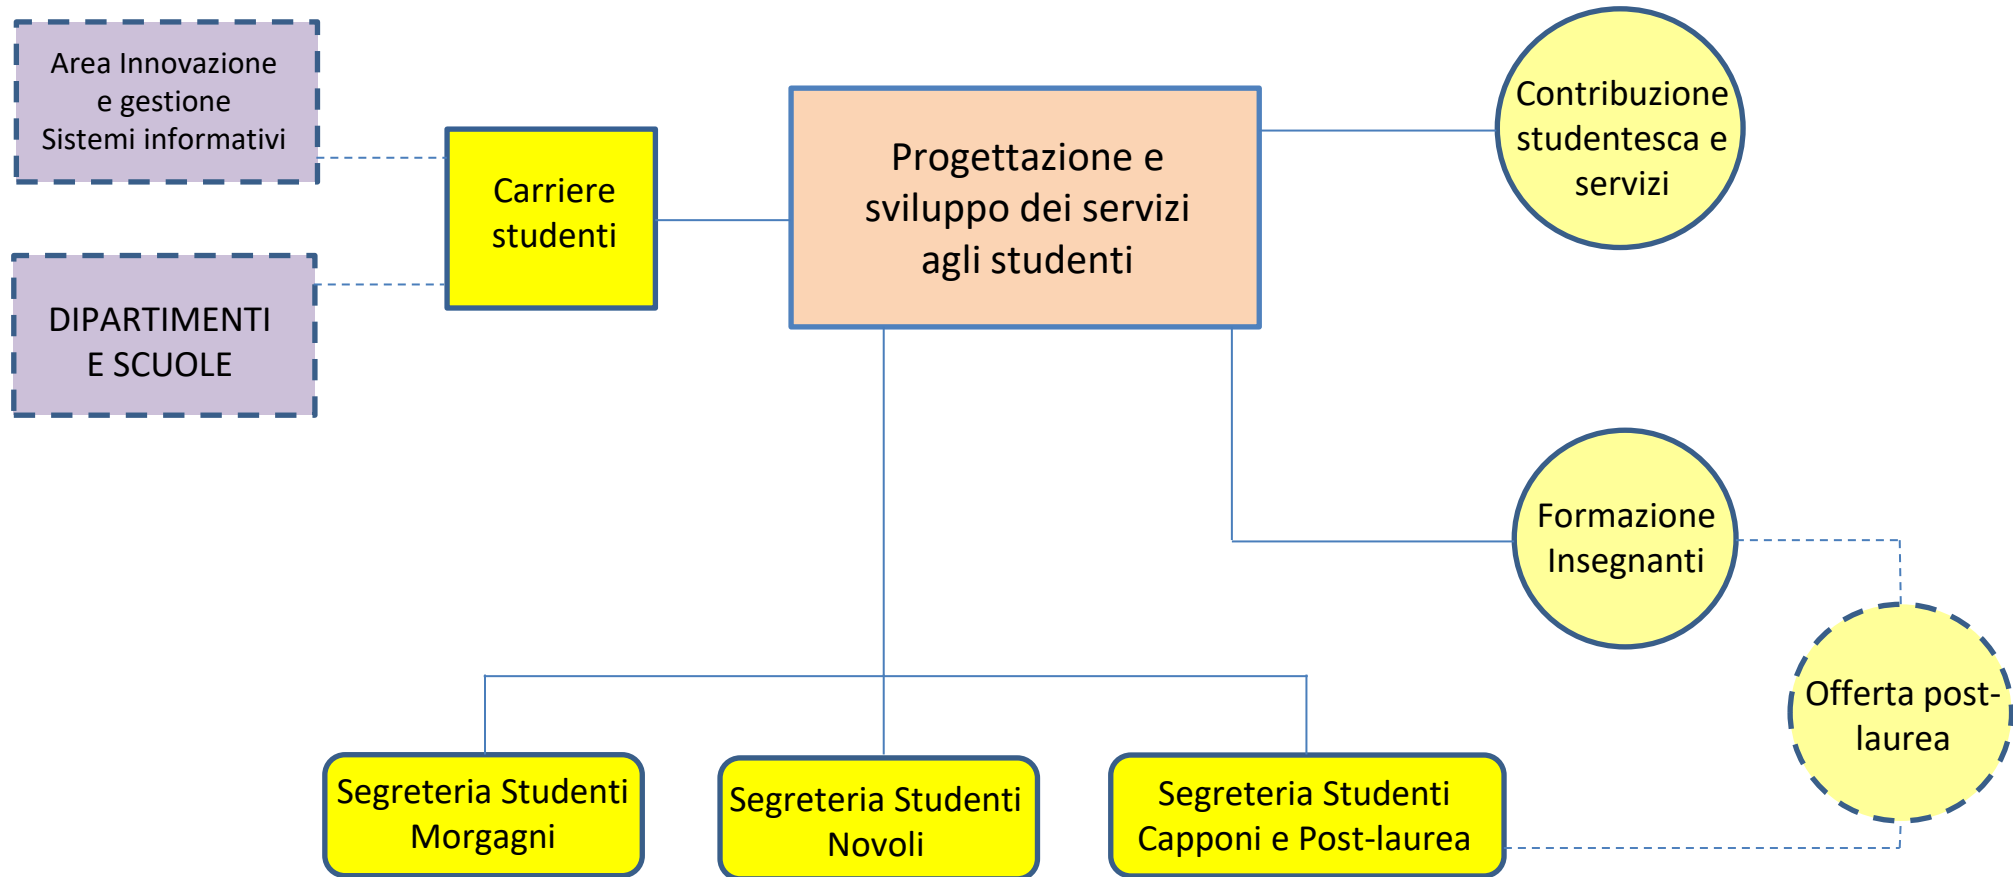 Area Innovazione
e gestione
Sistemi informativi
DIPARTIMENTI
E SCUOLE
Carriere
studenti
Progettazione e
sviluppo dei servizi
agli studenti
Contribuzione
studentesca e
servizi
Formazione
Insegnanti
Offerta post-
laurea
Segreteria Studenti
Morgagni
Segreteria Studenti
Novoli
Segreteria Studenti
Capponi e Post-laurea